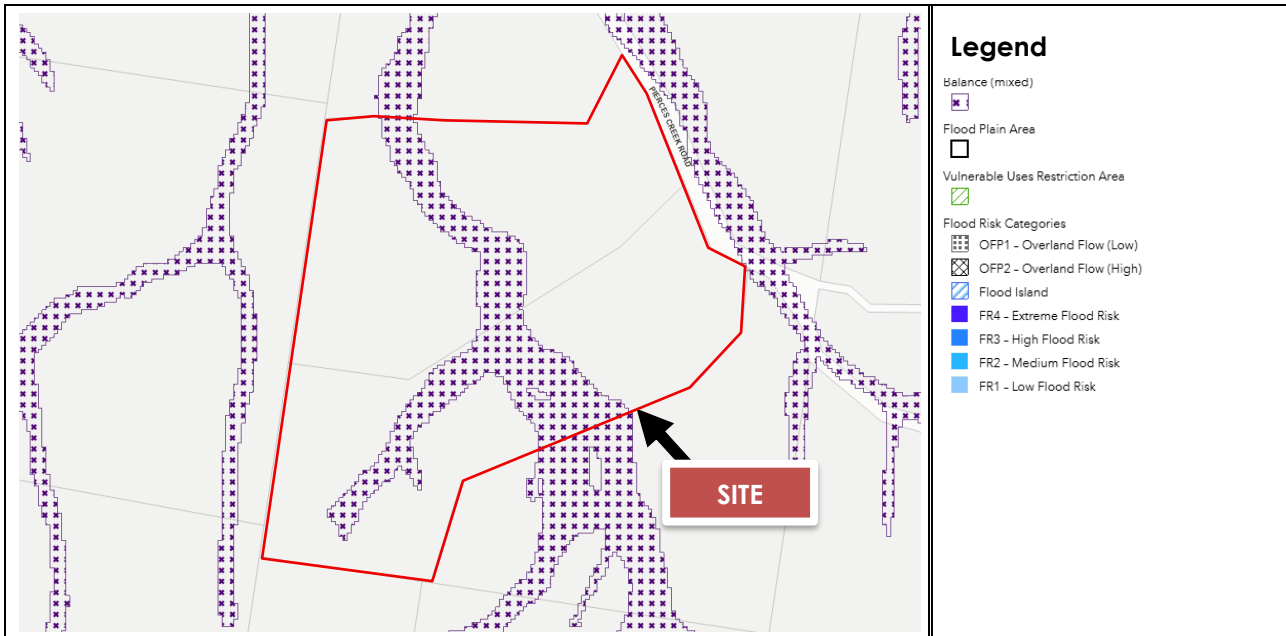 PIERCES CREEK ROAD
SITE
Legend
Balance (mixed)
Flood Plain Area
Vulnerable Uses Restriction Area
Flood Risk Categories
OFP1 - Overland Flow (Low)
OFP2 - Overland Flow (High)
Flood Island
FR4 - Extreme Flood Risk
FR3 - High Flood Risk
FR2 - Medium Flood Risk
FR1 - Low Flood Risk